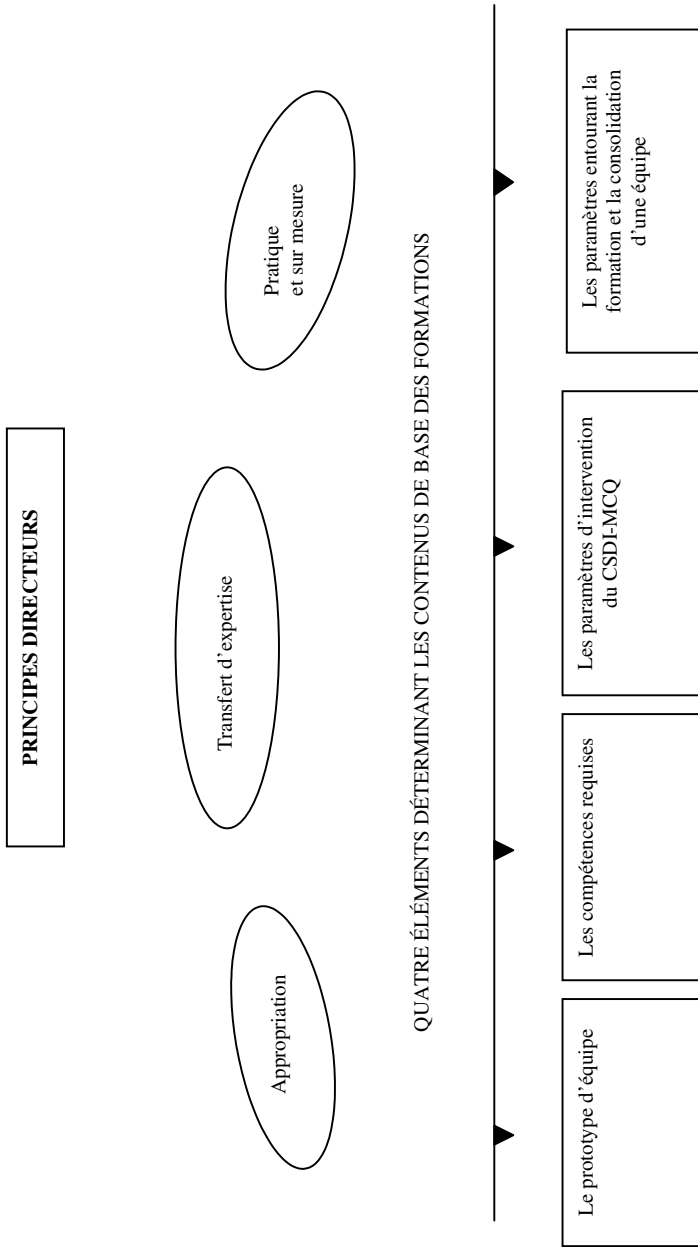 PRINCIPES DIRECTEURS
Appropriation
Transfert d'expertise
Pratique
et sur mesure
QUATRE ÉLÉMENTS DÉTERMINANT LES CONTENUS DE BASE DES FORMATIONS
Le prototype d'équipe
Les compétences requises
Les paramètres d'intervention
du CSDI-MCQ
Les paramètres entourant la
formation et la consolidation
d'une équipe